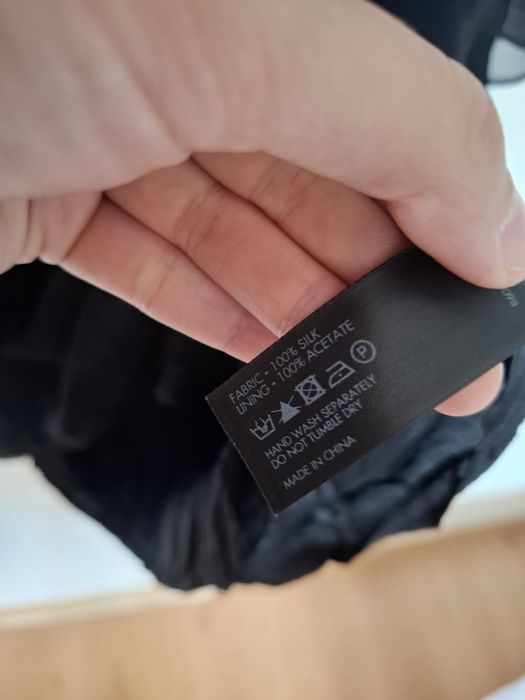 FABRIC - 100% SILK
LINING - 100% ACETATE
P
HAND WASH SEPARATELY
DO NOT TUMBLE DRY
MADE IN CHINA